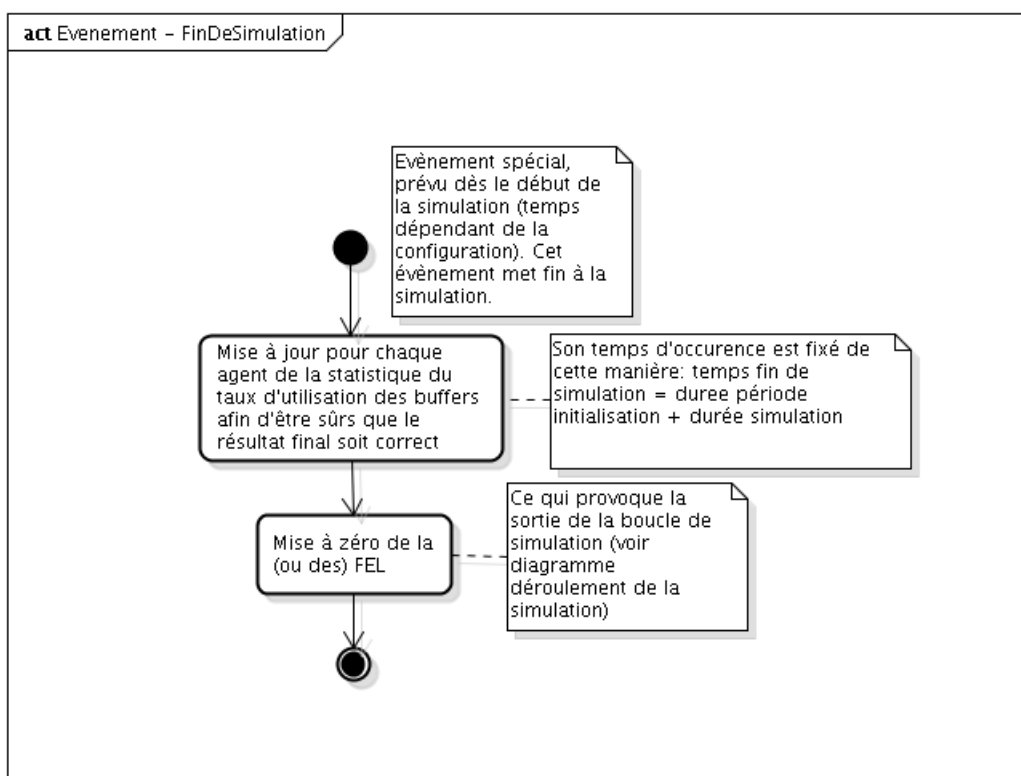 act Evenement – FinDeSimulation
Evènement spécial,
prévu dès le début de
la simulation (temps
dépendant de la
configuration). Cet
évènement met fin à la
simulation.
Mise à jour pour chaque
agent de la statistique du
taux d'utilisation des buffers
afin d'être sûrs que le
résultat final soit correct
Son temps d'occurence est fixé de
cette manière: temps fin de
simulation = duree période
initialisation + durée simulation
Mise à zéro de la
(ou des) FEL
Ce qui provoque la
sortie de la boucle de
simulation (voir
diagramme
déroulement de la
simulation)